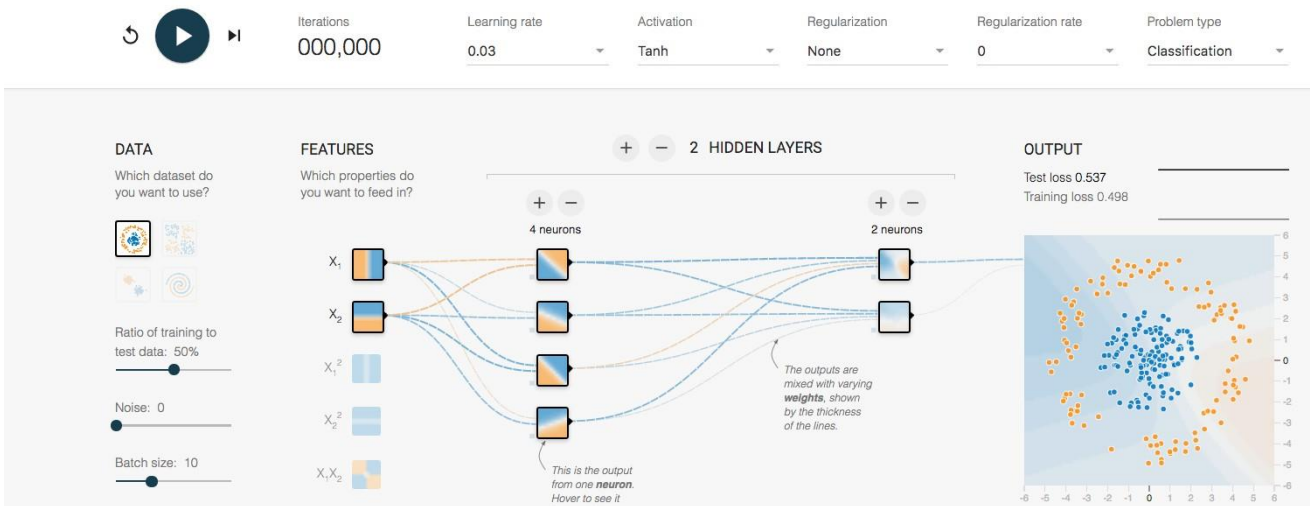 Iterations
000,000
Learning rate
0.03
Activation
Tanh
Regularization
None
Regularization rate
0
Problem type
Classification
DATA
Which dataset do
you want to use?
Ratio of training to
test data: 50%
Noise: 0
Batch size: 10
FEATURES
Which properties do
you want to feed in?
X₁
X₂
X₁²
X₂²
X₁X₂
+ − 2 HIDDEN LAYERS
+ −
4 neurons
+ −
2 neurons
The outputs are
mixed with varying
weights, shown
by the thickness
of the lines.
This is the output
from one neuron.
Hover to see it
OUTPUT
Test loss 0.537
Training loss 0.498
6
5
4
3
2
1
0
-1
-2
-3
-4
-5
-6
-6 -5 -4 -3 -2 -1 0 1 2 3 4 5 6